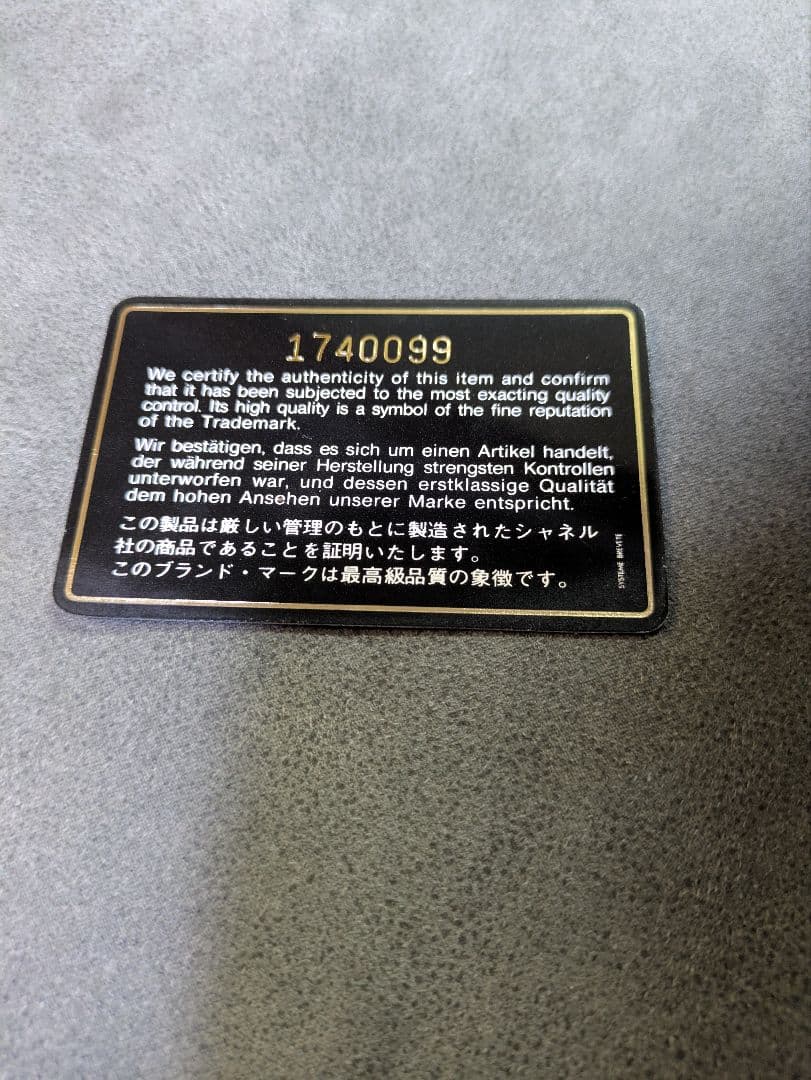 1740099
We certify the authenticity of this item and confirm
that it has been subjected to the most exacting quality
control. Its high quality is a symbol of the fine reputation
of the Trademark.
Wir bestätigen, dass es sich um einen Artikel handelt,
der während seiner Herstellung strengsten Kontrollen
unterworfen war, und dessen erstklassige Qualität
dem hohen Ansehen unserer Marke entspricht.
この製品は厳しい管理のもとに製造されたシャネル
社の商品であることを証明いたします。
このブランド・マークは最高級品質の象徴です。
SYSTEME BREVETE